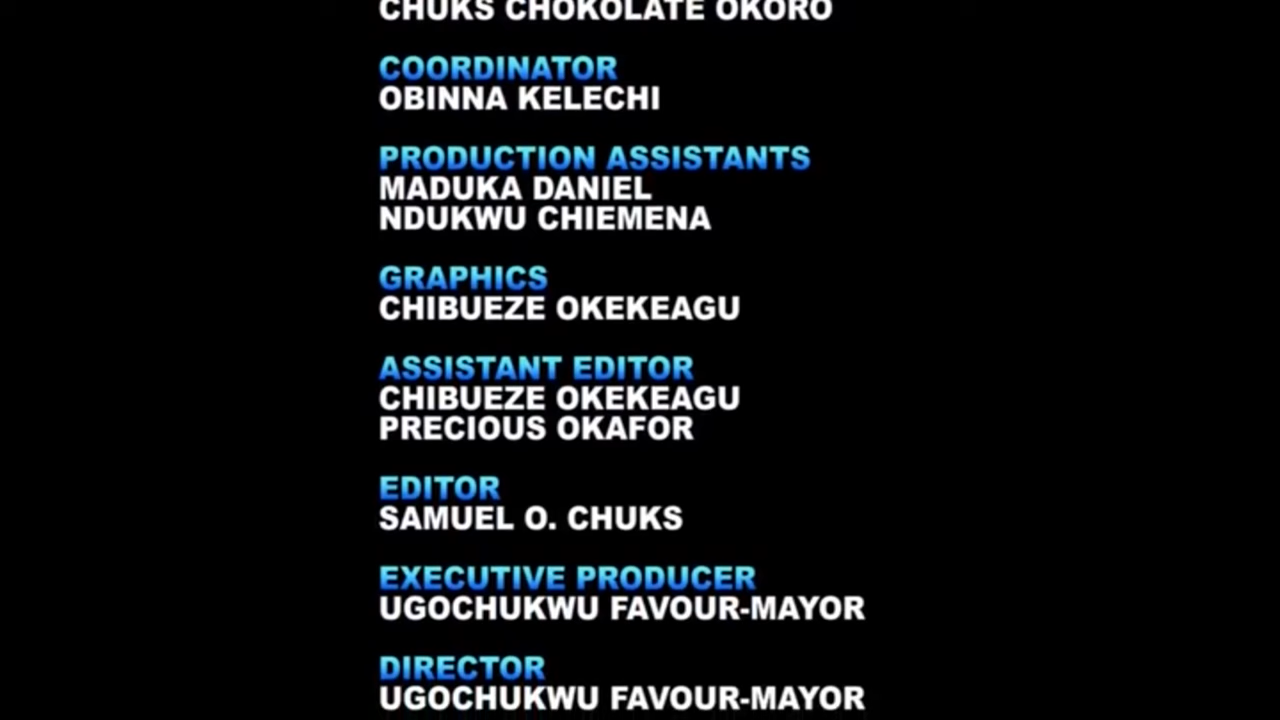 CHUKS CHOKOLATE OKORO
COORDINATOR
OBINNA KELECHI
PRODUCTION ASSISTANTS
MADUKA DANIEL
NDUKWU CHIEMENA
GRAPHICS
CHIBUEZE OKEKEAGU
ASSISTANT EDITOR
CHIBUEZE OKEKEAGU
PRECIOUS OKAFOR
EDITOR
SAMUEL O. CHUKS
EXECUTIVE PRODUCER
UGOCHUKWU FAVOUR-MAYOR
DIRECTOR
UGOCHUKWU FAVOUR-MAYOR